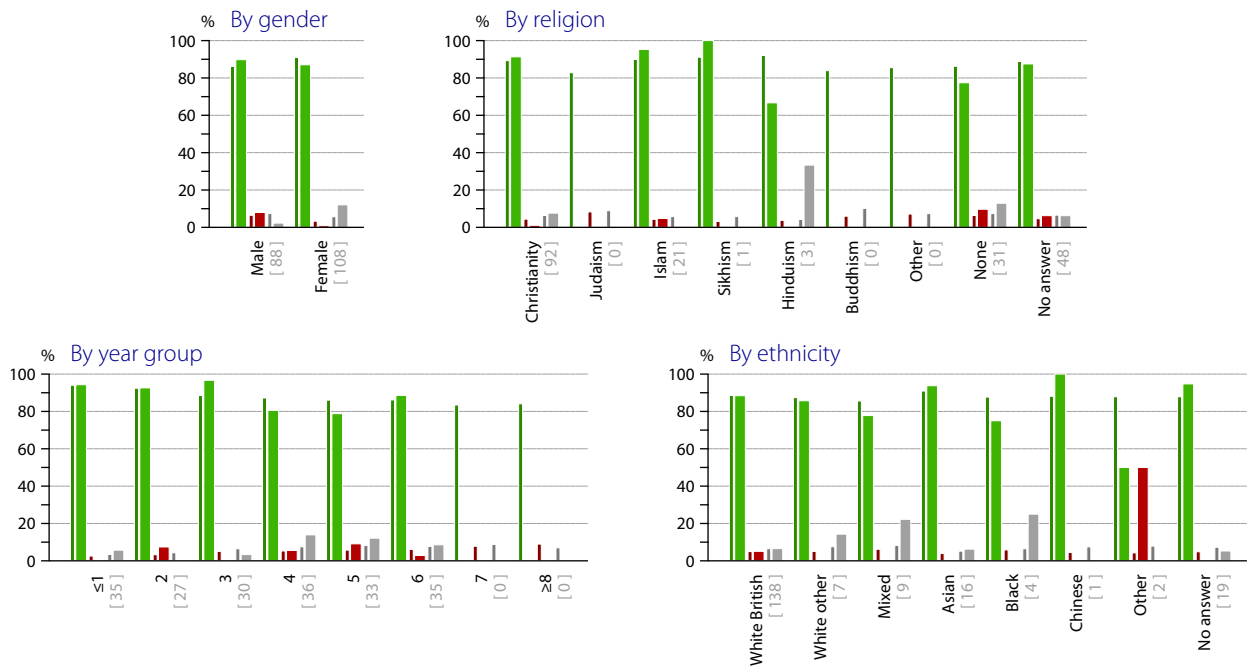 % By gender
100
80
60
40
20
0
Male
[ 88 ]
Female
[ 108 ]
% By religion
100
80
60
40
20
0
Christianity
[ 92 ]
Judaism
[ 0 ]
Islam
[ 21 ]
Sikhism
[ 1 ]
Hinduism
[ 3 ]
Buddhism
[ 0 ]
Other
[ 0 ]
None
[ 31 ]
No answer
[ 48 ]
% By year group
100
80
60
40
20
0
≤1
[ 35 ]
2
[ 27 ]
3
[ 30 ]
4
[ 36 ]
5
[ 33 ]
6
[ 35 ]
7
[ 0 ]
≥8
[ 0 ]
% By ethnicity
100
80
60
40
20
0
White British
[ 138 ]
White other
[ 7 ]
Mixed
[ 9 ]
Asian
[ 16 ]
Black
[ 4 ]
Chinese
[ 1 ]
Other
[ 2 ]
No answer
[ 19 ]